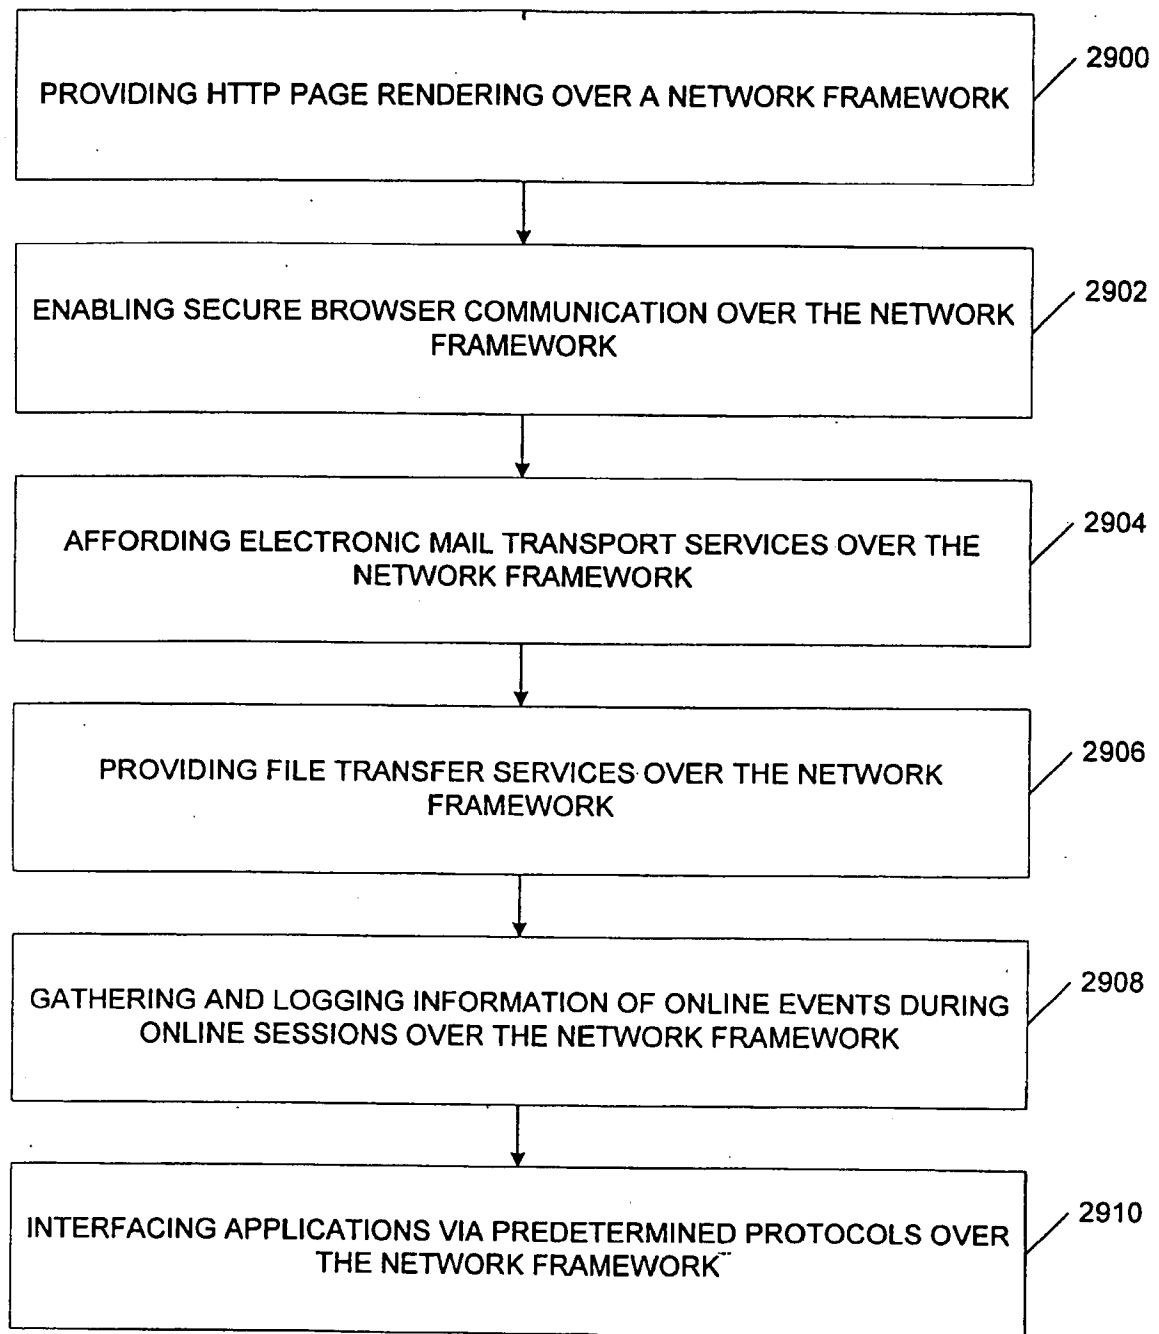 PROVIDING HTTP PAGE RENDERING OVER A NETWORK FRAMEWORK
2900
ENABLING SECURE BROWSER COMMUNICATION OVER THE NETWORK
FRAMEWORK
2902
AFFORDING ELECTRONIC MAIL TRANSPORT SERVICES OVER THE
NETWORK FRAMEWORK
2904
PROVIDING FILE TRANSFER SERVICES OVER THE NETWORK
FRAMEWORK
2906
GATHERING AND LOGGING INFORMATION OF ONLINE EVENTS DURING
ONLINE SESSIONS OVER THE NETWORK FRAMEWORK
2908
INTERFACING APPLICATIONS VIA PREDETERMINED PROTOCOLS OVER
THE NETWORK FRAMEWORK
2910